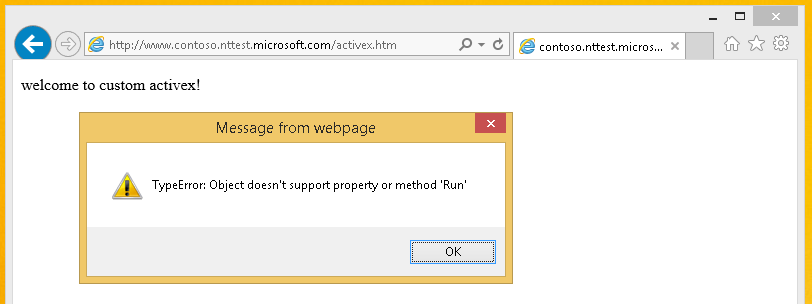 http://www.contoso.nttest.microsoft.com/activex.htm
contoso.nttest.micros...
welcome to custom activex!
Message from webpage
TypeError: Object doesn't support property or method 'Run'
OK